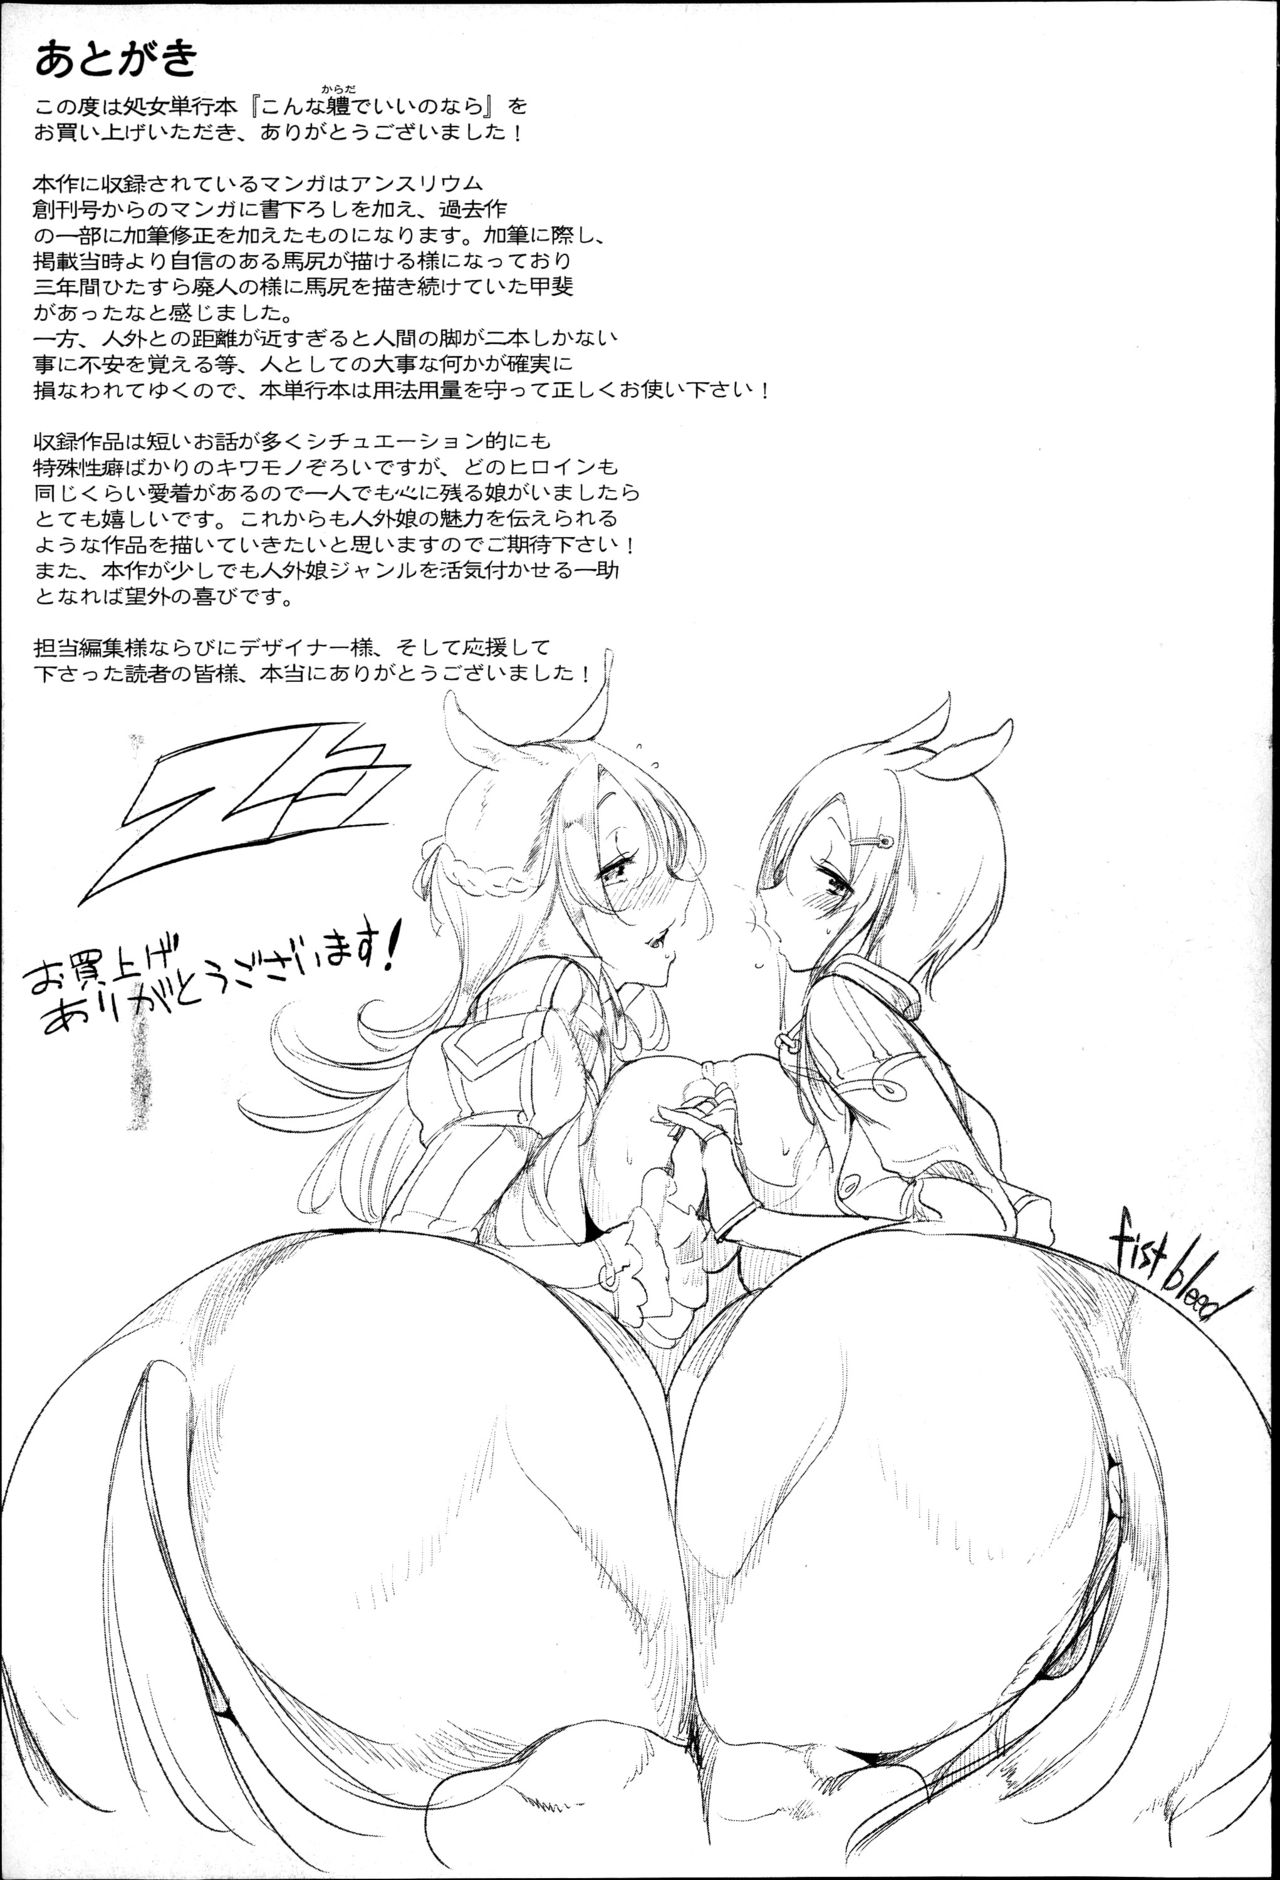 あとがき
この度は処女単行本『こんな軆でいいのなら』を
からだ
お買い上げいただき、ありがとうございました！
本作に収録されているマンガはアンスリウム
創刊号からのマンガに書下ろしを加え、過去作
の一部に加筆修正を加えたものになります。加筆に際し、
掲載当時より自信のある馬尻が描ける様になっており
三年間ひたすら廃人の様に馬尻を描き続けていた甲斐
があったなと感じました。
一方、人外との距離が近すぎると人間の脚が二本しかない
事に不安を覚える等、人としての大事な何かが確実に
損なわれてゆくので、本単行本は用法用量を守って正しくお使い下さい！
収録作品は短いお話が多くシチュエーション的にも
特殊性癖ばかりのキワモノぞろいですが、どのヒロインも
同じくらい愛着があるので一人でも心に残る娘がいましたら
とても嬉しいです。これからも人外娘の魅力を伝えられる
ような作品を描いていきたいと思いますのでご期待下さい！
また、本作が少しでも人外娘ジャンルを活気付かせる一助
となれば望外の喜びです。
担当編集様ならびにデザイナー様、そして応援して
下さった読者の皆様、本当にありがとうございました！
お買上げ
ありがとうございます！
fist bleed